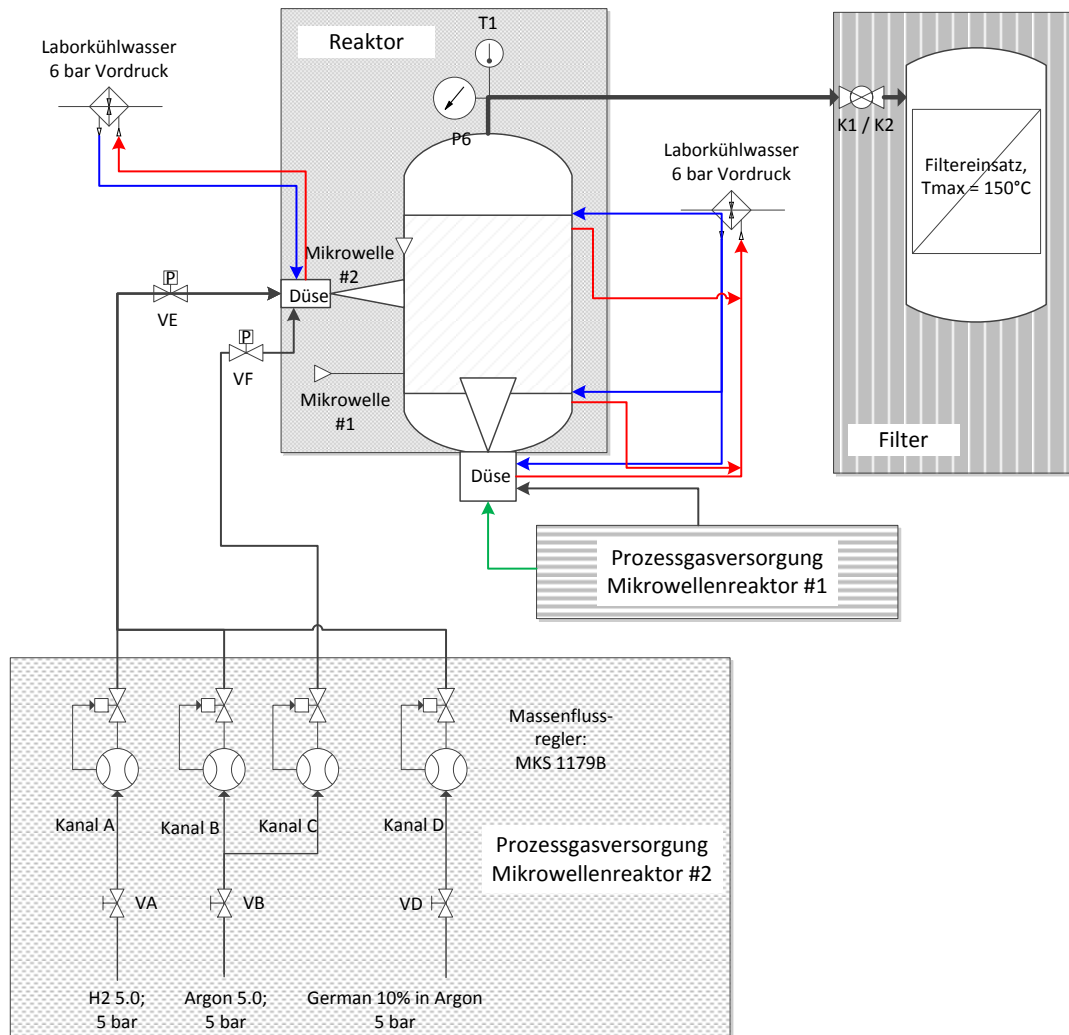 T1
Reaktor
Laborkühlwasser
6 bar Vordruck
P6
K1 / K2
Laborkühlwasser
6 bar Vordruck
Filtereinsatz,
Tmax = 150°C
Mikrowelle
#2
P
Düse
VE
P
VF
Mikrowelle
#1
Filter
Düse
Prozessgasversorgung
Mikrowellenreaktor #1
Massenfluss-
regler:
MKS 1179B
Kanal A
Kanal B
Kanal C
Kanal D
Prozessgasversorgung
Mikrowellenreaktor #2
VA
VB
VD
H2 5.0;
5 bar
Argon 5.0;
5 bar
German 10% in Argon
5 bar